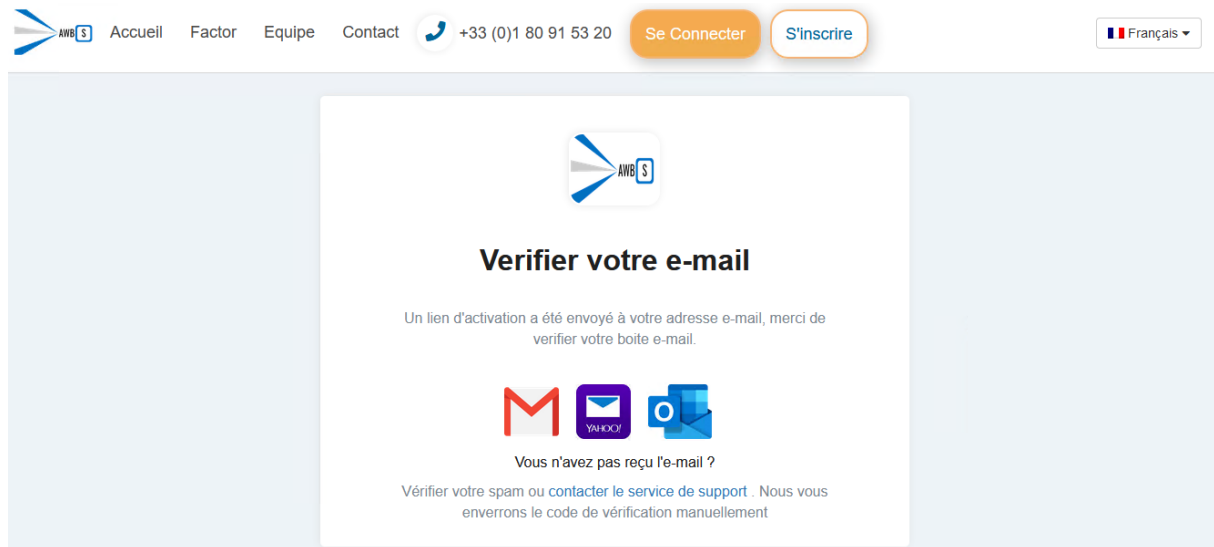 AWB S Accueil Factor Equipe Contact +33 (0)1 80 91 53 20 Se Connecter S'inscrire Français
AWB S
Verifier votre e-mail
Un lien d'activation a été envoyé à votre adresse e-mail, merci de
verifier votre boite e-mail.
O
YAHOO!
Vous n'avez pas reçu l'e-mail ?
Vérifier votre spam ou contacter le service de support . Nous vous
enverrons le code de vérification manuellement